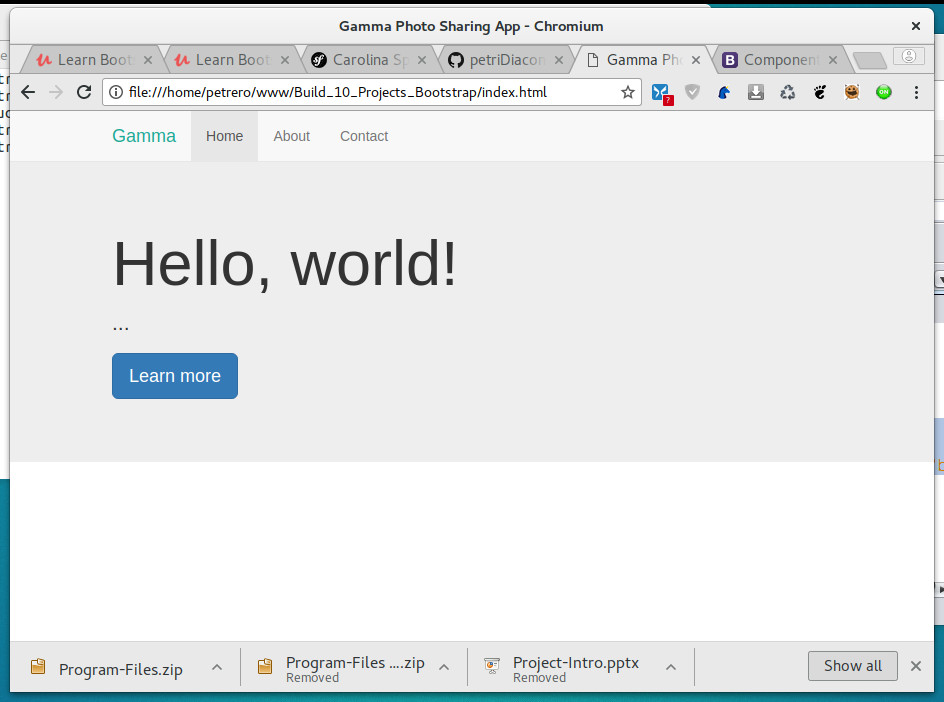 Gamma Photo Sharing App - Chromium
Learn Boot
Learn Boot
Carolina Sp
petriDiacon
Gamma Ph
Component
file:///home/petrero/www/Build_10_Projects_Bootstrap/index.html
Gamma
Home
About
Contact
Hello, world!
...
Learn more
Program-Files.zip
Program-Files ....zip
Removed
Project-Intro.pptx
Removed
Show all